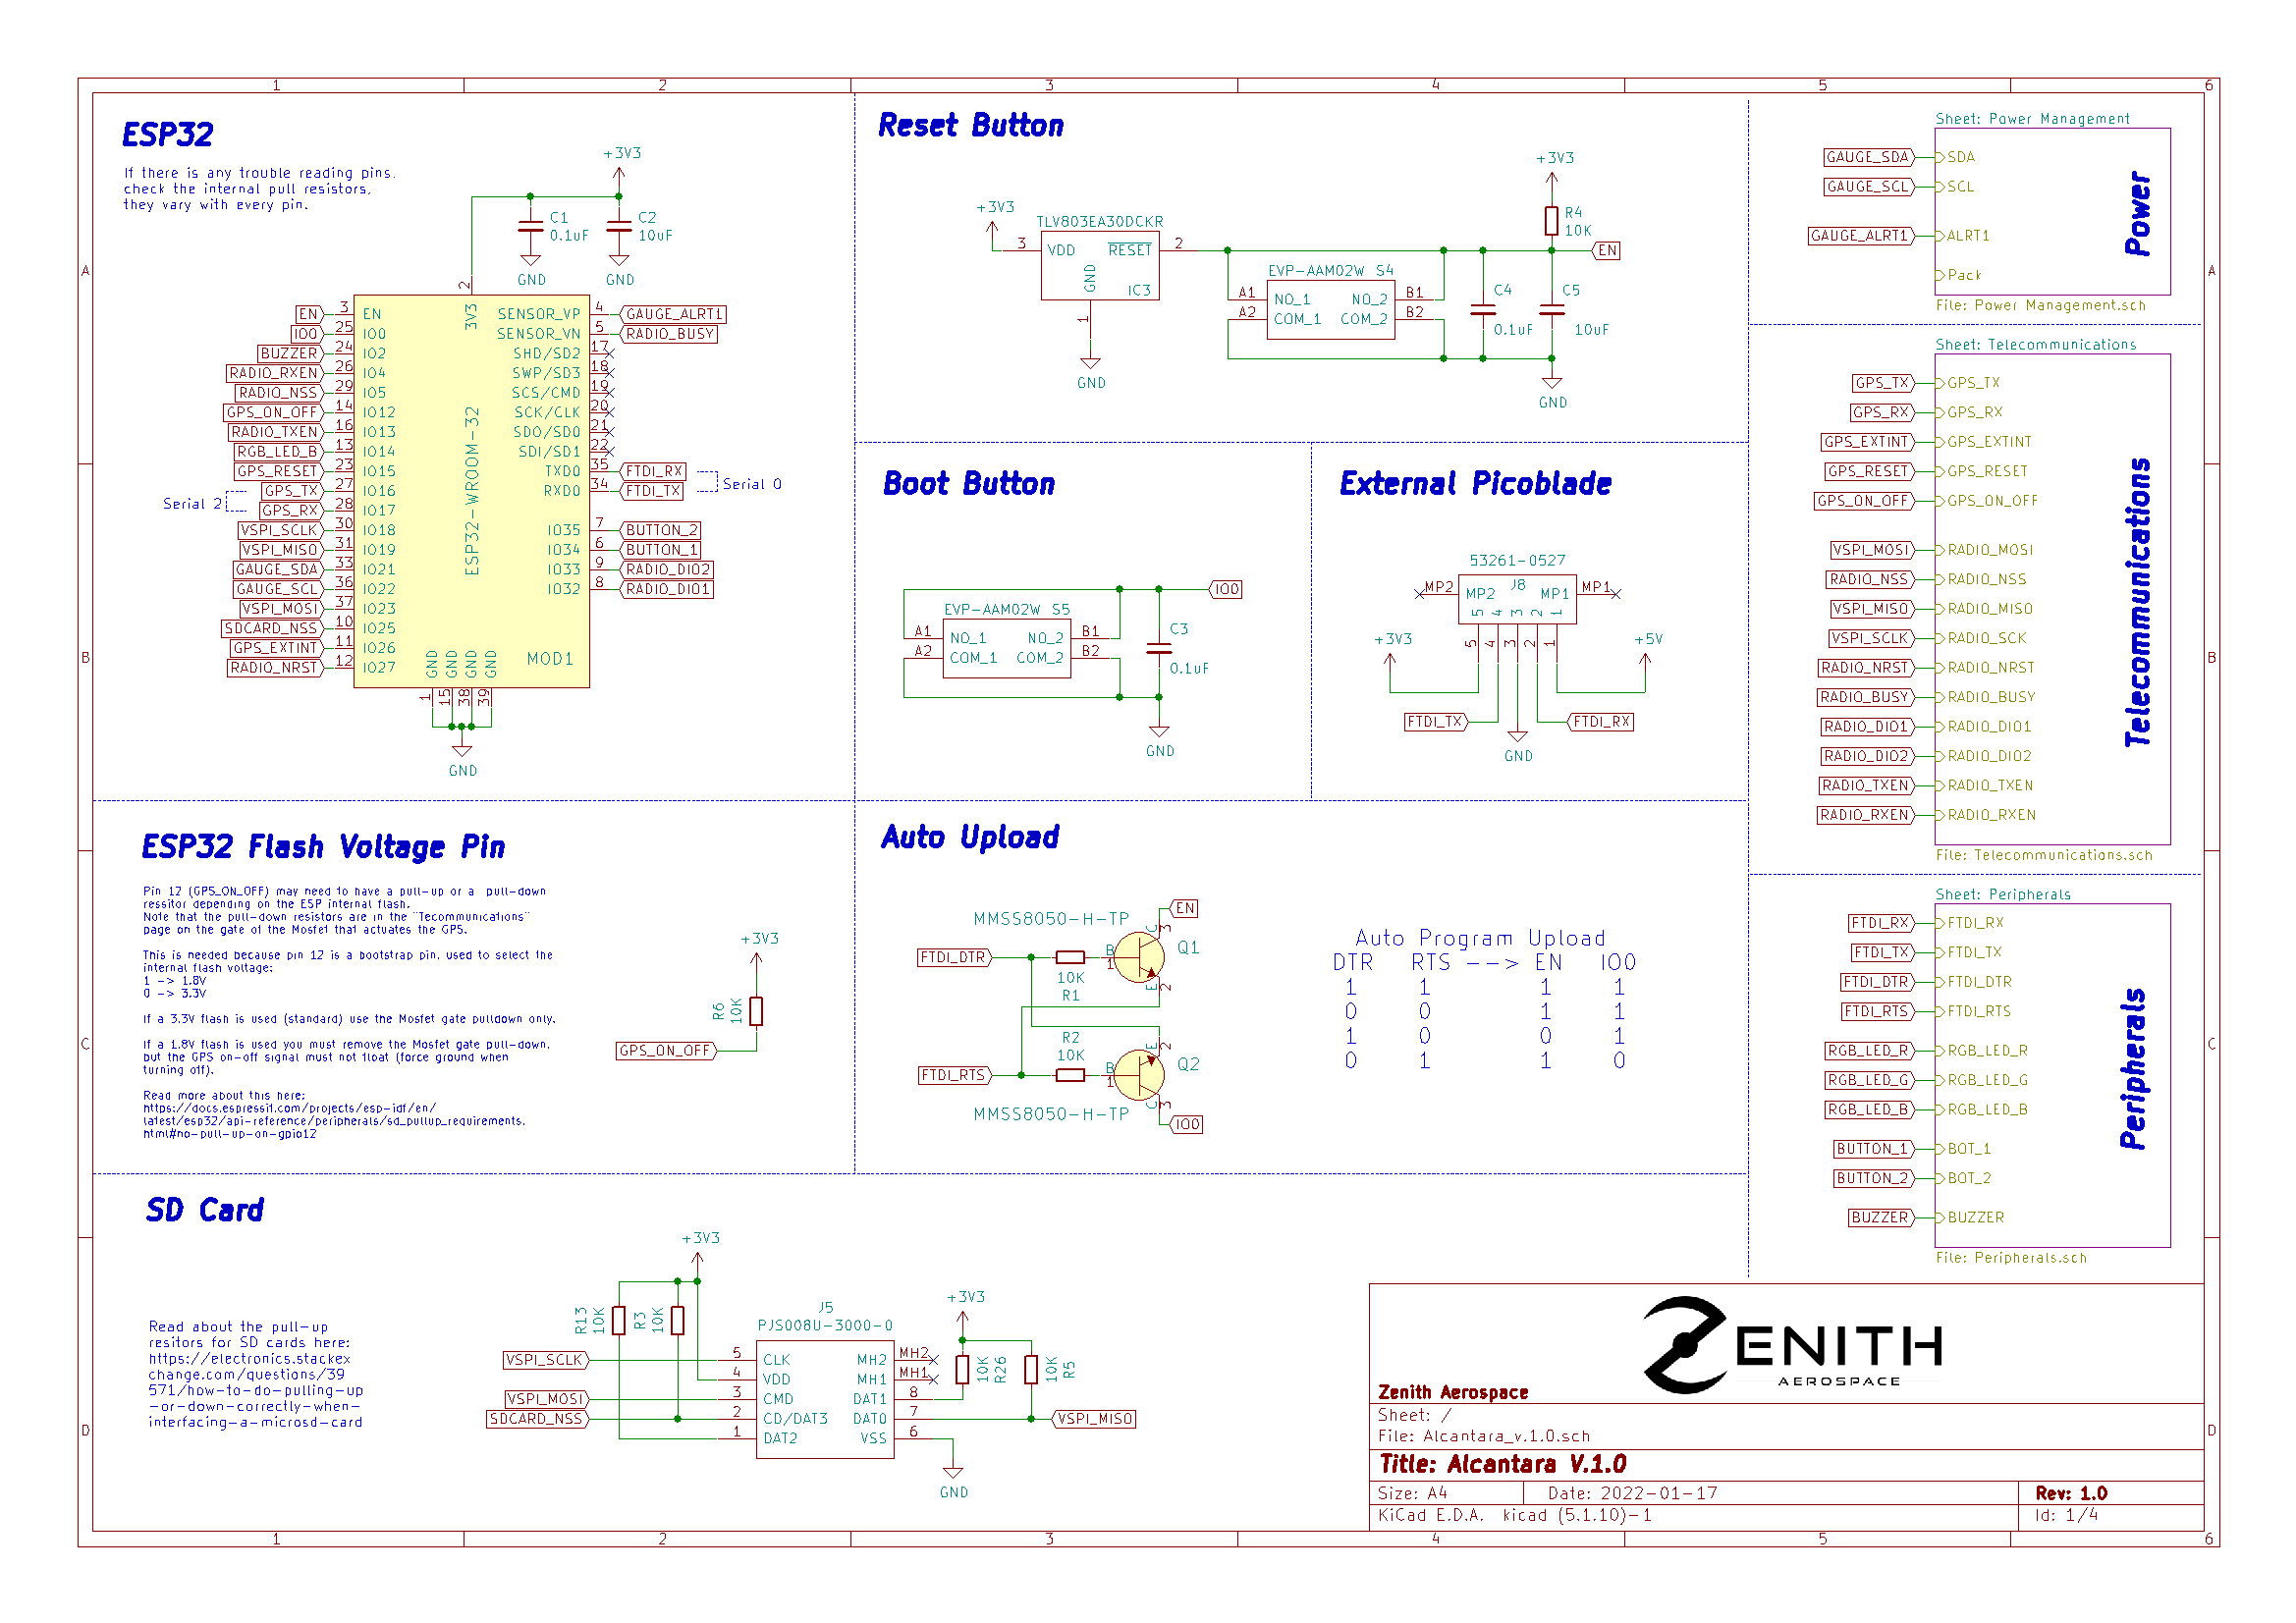 1 2 3 4 5 6
A
B
C
D
ESP32
If there is any trouble reading pins,
check the internal pull resistors,
they vary with every pin.
+3V3
C1
0.1uF
C2
10uF
GND
GND
2
3V3
EN 3 EN
IO0 25 IO0
BUZZER 24 IO2
RADIO_RXEN 26 IO4
RADIO_NSS 29 IO5
GPS_ON_OFF 14 IO12
RADIO_TXEN 16 IO13
RGB_LED_B 13 IO14
GPS_RESET 23 IO15
GPS_TX 27 IO16
Serial 2
GPS_RX 28 IO17
VSPI_SCLK 30 IO18
VSPI_MISO 31 IO19
GAUGE_SDA 33 IO21
GAUGE_SCL 36 IO22
VSPI_MOSI 37 IO23
SDCARD_NSS 10 IO25
GPS_EXTINT 11 IO26
RADIO_NRST 12 IO27
ESP32-WROOM-32
SENSOR_VP 4 GAUGE_ALRT1
SENSOR_VN 5 RADIO_BUSY
SHD/SD2 17
SWP/SD3 18
SCS/CMD 19
SCK/CLK 20
SDO/SD0 21
SDI/SD1 22
TXD0 35 FTDI_RX
RXD0 34 FTDI_TX
Serial 0
IO35 7 BUTTON_2
IO34 6 BUTTON_1
IO33 9 RADIO_DIO2
IO32 8 RADIO_DIO1
MOD1
GND GND GND GND
1 15 38 39
GND
Reset Button
+3V3
TLV803EA30DCKR
3 VDD RESET 2
GND
IC3
1
GND
EVP-AAM02W S4
A1 NO_1 NO_2 B1
A2 COM_1 COM_2 B2
+3V3
R4
10K
EN
C4
0.1uF
C5
10uF
GND
Boot Button
IO0
EVP-AAM02W S5
A1 NO_1 NO_2 B1
A2 COM_1 COM_2 B2
C3
0.1uF
GND
External Picoblade
53261-0527
MP2 MP2 J8 MP1 MP1
5 4 3 2 1
5 4 3 2 1
+3V3
+5V
FTDI_TX
FTDI_RX
GND
ESP32 Flash Voltage Pin
Pin 12 (GPS_ON_OFF) may need to have a pull-up or a pull-down
ressitor depending on the ESP internal flash.
Note that the pull-down resistors are in the "Tecommunications"
page on the gate of the Mosfet that actuates the GPS.
This is needed because pin 12 is a bootstrap pin, used to select the
internal flash voltage:
1 -> 1.8V
0 -> 3.3V
If a 3.3V flash is used (standard) use the Mosfet gate pulldown only.
If a 1.8V flash is used you must remove the Mosfet gate pull-down,
but the GPS on-off signal must not float (force ground when
turning off).
Read more about this here:
https://docs.espressif.com/projects/esp-idf/en/
latest/esp32/api-reference/peripherals/sd_pullup_requirements.
html#no-pull-up-on-gpio12
+3V3
R6
10K
GPS_ON_OFF
Auto Upload
EN
MMSS8050-H-TP
C 3
FTDI_DTR
B
1
Q1
10K
R1
E 2
R2
10K
E 2
FTDI_RTS
B
1
Q2
MMSS8050-H-TP
C 3
IO0
Auto Program Upload
DTR RTS --> EN IO0
1 1 1 1
0 0 1 1
1 0 0 1
0 1 1 0
SD Card
Read about the pull-up
resitors for SD cards here:
https://electronics.stackex
change.com/questions/39
571/how-to-do-pulling-up
-or-down-correctly-when-
interfacing-a-microsd-card
+3V3
R13
10K
R3
10K
J5
PJS008U-3000-0
VSPI_SCLK 5 CLK
4 VDD
VSPI_MOSI 3 CMD
SDCARD_NSS 2 CD/DAT3
1 DAT2
MH2 MH2
MH1 MH1
DAT1 8
DAT0 7
VSS 6
+3V3
10K
R26
10K
R5
VSPI_MISO
GND
Sheet: Power Management
GAUGE_SDA SDA
GAUGE_SCL SCL
GAUGE_ALRT1 ALRT1
Pack
Power
File: Power Management.sch
Sheet: Telecommunications
GPS_TX GPS_TX
GPS_RX GPS_RX
GPS_EXTINT GPS_EXTINT
GPS_RESET GPS_RESET
GPS_ON_OFF GPS_ON_OFF
VSPI_MOSI RADIO_MOSI
RADIO_NSS RADIO_NSS
VSPI_MISO RADIO_MISO
VSPI_SCLK RADIO_SCK
RADIO_NRST RADIO_NRST
RADIO_BUSY RADIO_BUSY
RADIO_DIO1 RADIO_DIO1
RADIO_DIO2 RADIO_DIO2
RADIO_TXEN RADIO_TXEN
RADIO_RXEN RADIO_RXEN
Telecommunications
File: Telecommunications.sch
Sheet: Peripherals
FTDI_RX FTDI_RX
FTDI_TX FTDI_TX
FTDI_DTR FTDI_DTR
FTDI_RTS FTDI_RTS
RGB_LED_R RGB_LED_R
RGB_LED_G RGB_LED_G
RGB_LED_B RGB_LED_B
BUTTON_1 BOT_1
BUTTON_2 BOT_2
BUZZER BUZZER
Peripherals
File: Peripherals.sch
ZENITH
AEROSPACE
Zenith Aerospace
Sheet: /
File: Alcantara_v.1.0.sch
Title: Alcantara V.1.0
Size: A4 Date: 2022-01-17 Rev: 1.0
KiCad E.D.A. kicad (5.1.10)-1 Id: 1/4
A
B
C
D
1 2 3 4 5 6